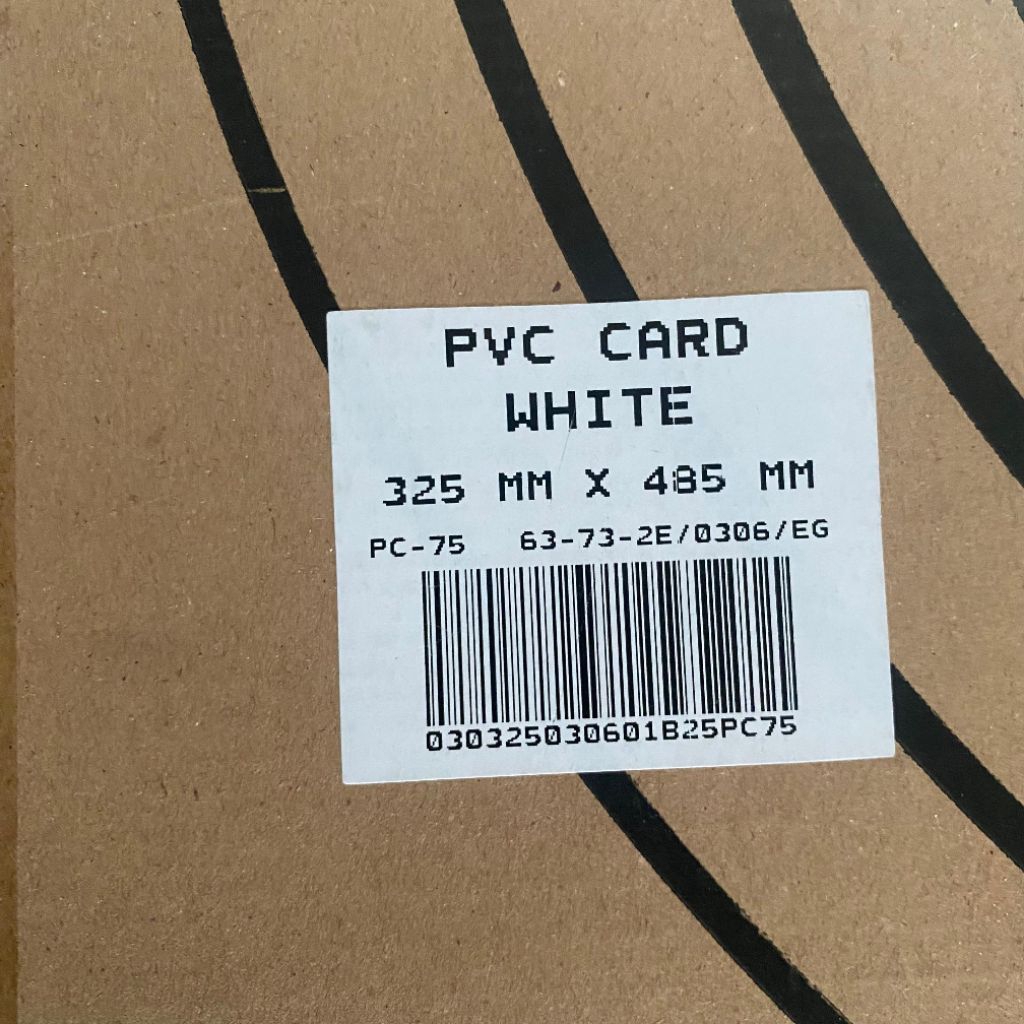 PVC CARD
WHITE
325 MM X 485 MM
PC-75 63-73-2E/0306/EG
030325030601B25PC75